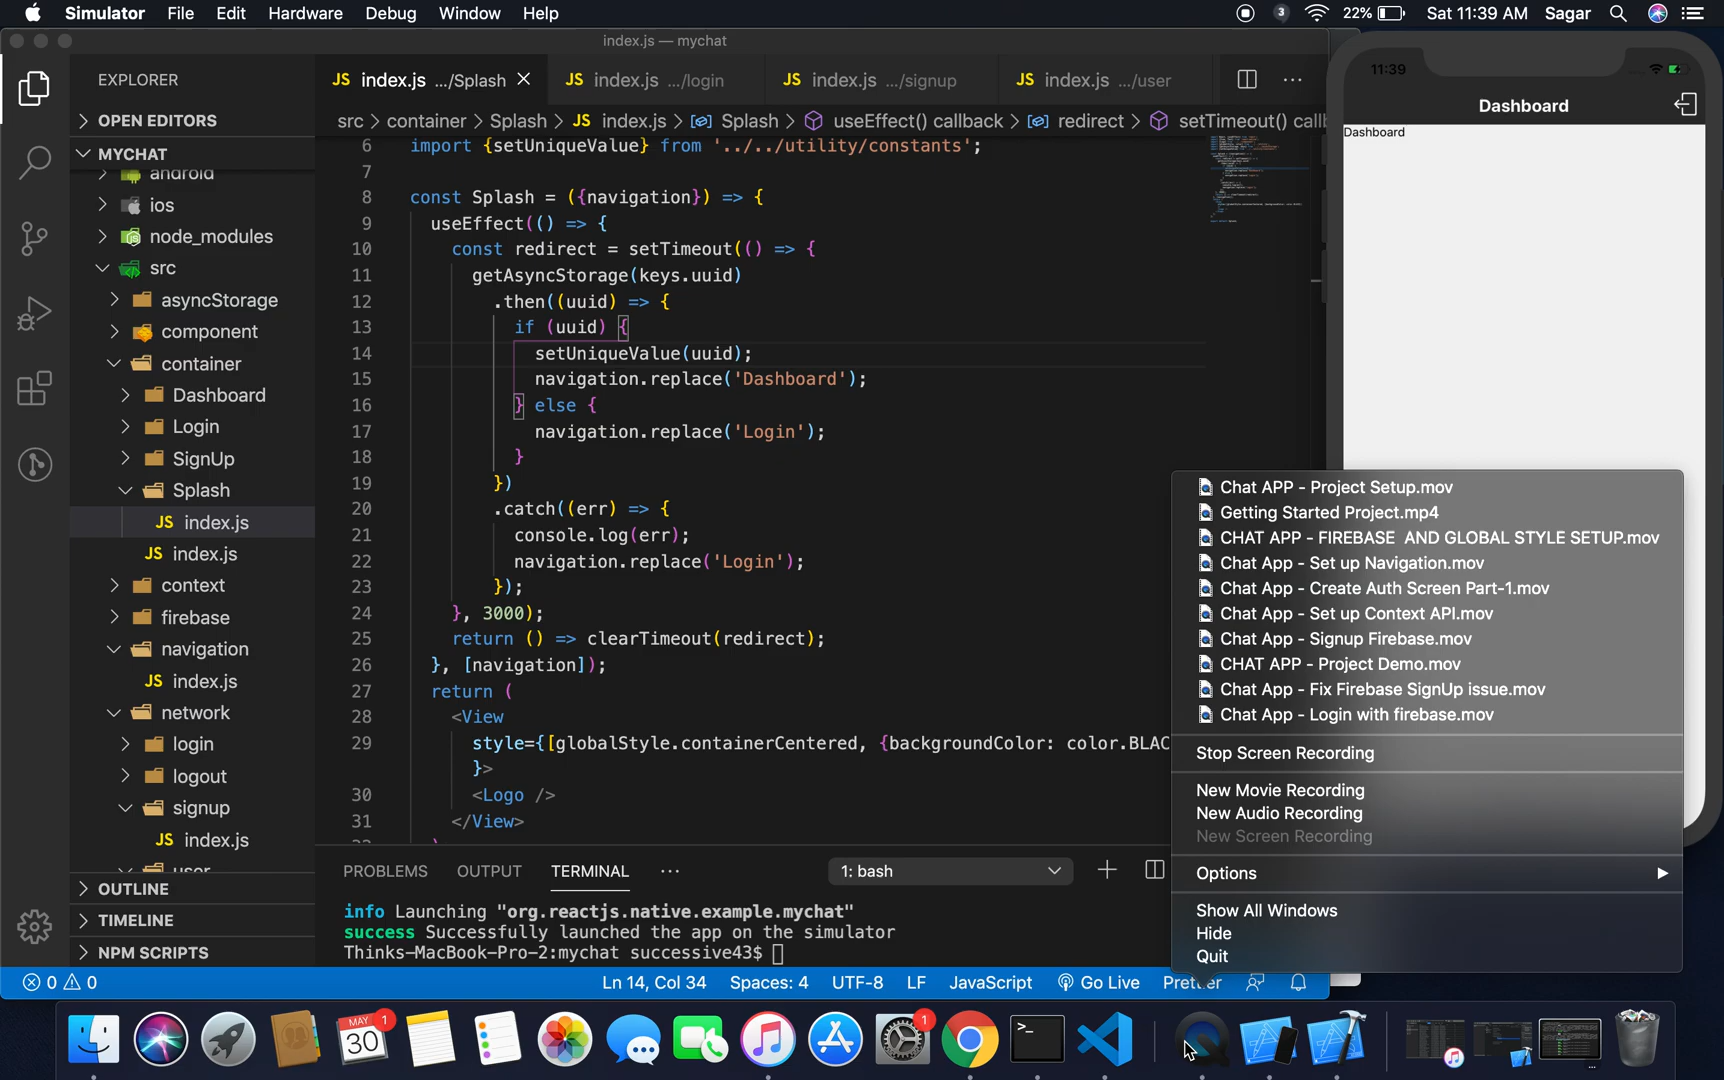 Simulator File Edit Hardware Debug Window Help
3 22% Sat 11:39 AM Sagar
index.js — mychat
EXPLORER
OPEN EDITORS
MYCHAT
android
ios
node_modules
src
asyncStorage
component
container
Dashboard
Login
SignUp
Splash
JS index.js
JS index.js
context
firebase
navigation
JS index.js
network
login
logout
signup
JS index.js
user
OUTLINE
TIMELINE
NPM SCRIPTS
JS index.js .../Splash
JS index.js .../login
JS index.js .../signup
JS index.js .../user
src > container > Splash > JS index.js > Splash > useEffect() callback > redirect > setTimeout() call
6 import {setUniqueValue} from '../../utility/constants';
7
8 const Splash = ({navigation}) => {
9 useEffect(() => {
10 const redirect = setTimeout(() => {
11 getAsyncStorage(keys.uuid)
12 .then((uuid) => {
13 if (uuid) {
14 setUniqueValue(uuid);
15 navigation.replace('Dashboard');
16 } else {
17 navigation.replace('Login');
18 }
19 })
20 .catch((err) => {
21 console.log(err);
22 navigation.replace('Login');
23 });
24 }, 3000);
25 return () => clearTimeout(redirect);
26 }, [navigation]);
27 return (
28 <View
29 style={[globalStyle.containerCentered, {backgroundColor: color.BLAC
}>
30 <Logo />
31 </View>
PROBLEMS OUTPUT TERMINAL ···
1: bash
info Launching "org.reactjs.native.example.mychat"
success Successfully launched the app on the simulator
Thinks-MacBook-Pro-2:mychat successive43$
0 0 Ln 14, Col 34 Spaces: 4 UTF-8 LF JavaScript Go Live Prettier
11:39
Dashboard
Dashboard
Chat APP - Project Setup.mov
Getting Started Project.mp4
CHAT APP - FIREBASE AND GLOBAL STYLE SETUP.mov
Chat App - Set up Navigation.mov
Chat App - Create Auth Screen Part-1.mov
Chat App - Set up Context API.mov
Chat App - Signup Firebase.mov
CHAT APP - Project Demo.mov
Chat App - Fix Firebase SignUp issue.mov
Chat App - Login with firebase.mov
Stop Screen Recording
New Movie Recording
New Audio Recording
New Screen Recording
Options
Show All Windows
Hide
Quit
MAY
30
1
1